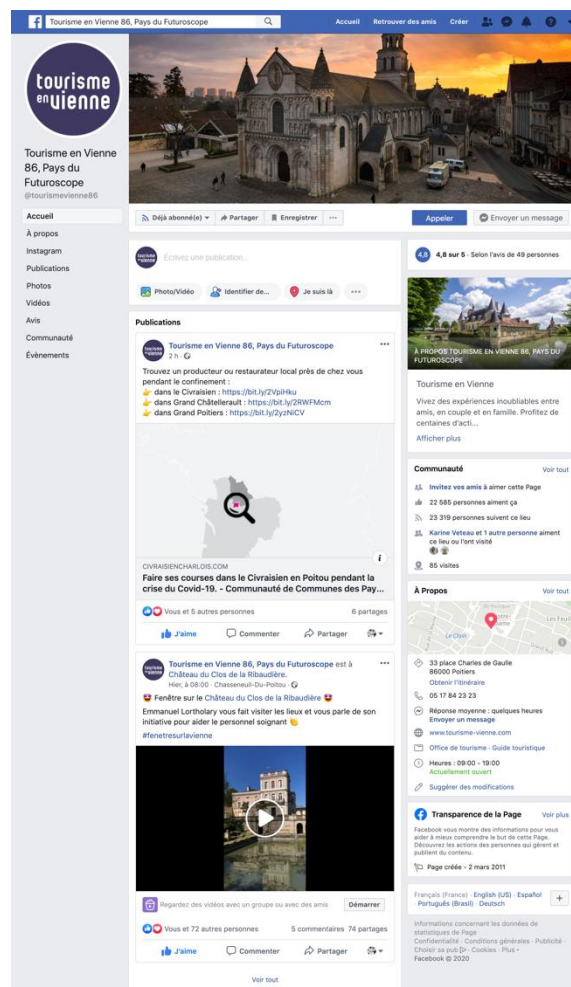 Tourisme en Vienne 86, Pays du Futuroscope
Accueil
Retrouver des amis
Créer
tourisme
en vienne
Tourisme en Vienne
86, Pays du
Futuroscope
@tourismevienne86
Accueil
À propos
Instagram
Publications
Photos
Vidéos
Avis
Communauté
Évènements
Déjà abonné(e)
Partager
Enregistrer
Appeler
Envoyer un message
Écrivez une publication...
Photo/Vidéo
Identifier de...
Je suis là
Publications
Tourisme en Vienne 86, Pays du Futuroscope
2 h ·
Trouvez un producteur ou restaurateur local près de chez vous
pendant le confinement :
👉 dans le Civraisien : https://bit.ly/2VpiHku
👉 dans Grand Châtellerault : https://bit.ly/2RWFMcm
👉 dans Grand Poitiers : https://bit.ly/2yzNiCV
CIVRAISIENCHARLOIS.COM
Faire ses courses dans le Civraisien en Poitou pendant la
crise du Covid-19. - Communauté de Communes des Pay...
Vous et 5 autres personnes
6 partages
J'aime
Commenter
Partager
Tourisme en Vienne 86, Pays du Futuroscope est à
Château du Clos de la Ribaudière.
Hier, à 08:00 · Chasseneuil-Du-Poitou ·
😍 Fenêtre sur le Château du Clos de la Ribaudière 😍
Emmanuel Lortholary vous fait visiter les lieux et vous parle de son
initiative pour aider le personnel soignant 👏
#fenetresurlavienne
Regardez des vidéos avec un groupe ou avec des amis
Démarrer
Vous et 72 autres personnes
5 commentaires 74 partages
J'aime
Commenter
Partager
Voir tout
4,8
4,8 sur 5 · Selon l'avis de 49 personnes
À PROPOS TOURISME EN VIENNE 86, PAYS DU
FUTUROSCOPE
Tourisme en Vienne
Vivez des expériences inoubliables entre
amis, en couple et en famille. Profitez de
centaines d'acti...
Afficher plus
Communauté
Voir tout
Invitez vos amis à aimer cette Page
22 585 personnes aiment ça
23 319 personnes suivent ce lieu
Karine Veteau et 1 autre personne aiment
ce lieu ou l'ont visité
85 visites
À Propos
Voir tout
Le Clain
33 place Charles de Gaulle
86000 Poitiers
Obtenir l'itinéraire
05 17 84 23 23
Réponse moyenne : quelques heures
Envoyer un message
www.tourisme-vienne.com
Office de tourisme · Guide touristique
Heures : 09:00 - 19:00
Actuellement ouvert
Suggérer des modifications
Transparence de la Page
Voir plus
Facebook vous montre des informations pour vous
aider à mieux comprendre le but de cette Page.
Découvrez les actions des personnes qui gèrent et
publient du contenu.
Page créée - 2 mars 2011
Français (France) · English (US) · Español
· Português (Brasil) · Deutsch
Informations concernant les données de
statistiques de Page
Confidentialité · Conditions générales · Publicité ·
Choisir sa pub · Cookies · Plus
Facebook © 2020